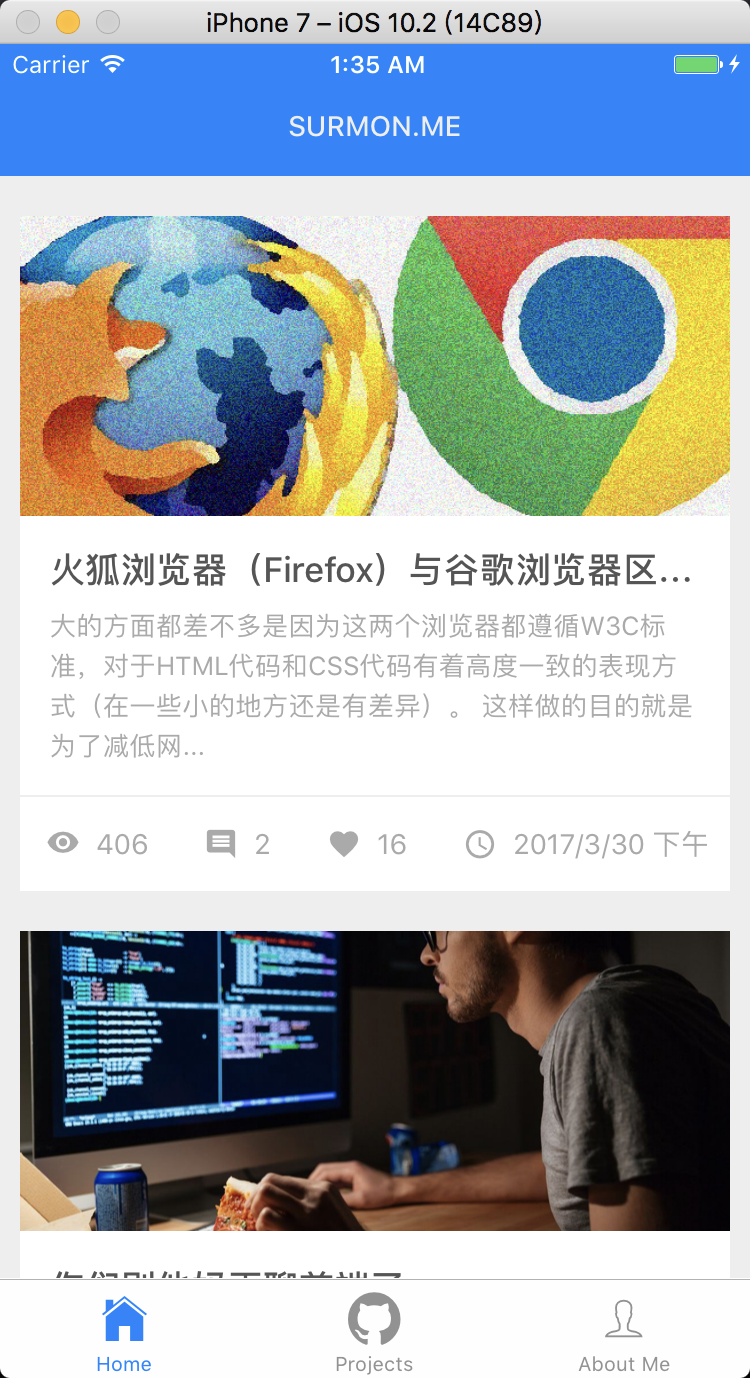 iPhone 7 – iOS 10.2 (14C89)
Carrier 1:35 AM
SURMON.ME
火狐浏览器（Firefox）与谷歌浏览器区...
大的方面都差不多是因为这两个浏览器都遵循W3C标
准，对于HTML代码和CSS代码有着高度一致的表现方
式（在一些小的地方还是有差异）。 这样做的目的就是
为了减低网...
406 2 16 2017/3/30 下午
Home Projects About Me